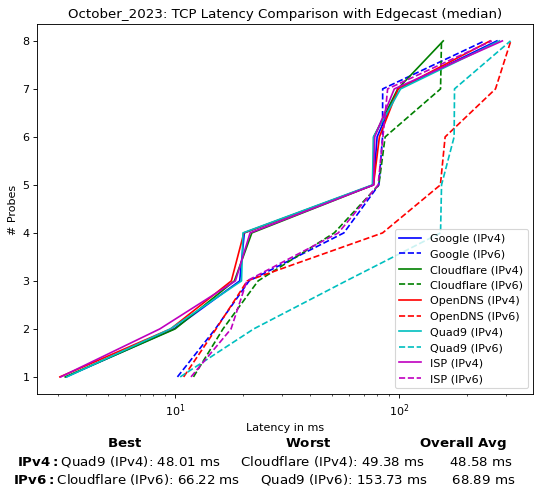 October_2023: TCP Latency Comparison with Edgecast (median)
8
7
6
5
4
3
2
1
# Probes
10^1
10^2
Latency in ms
Google (IPv4)
Google (IPv6)
Cloudflare (IPv4)
Cloudflare (IPv6)
OpenDNS (IPv4)
OpenDNS (IPv6)
Quad9 (IPv4)
Quad9 (IPv6)
ISP (IPv4)
ISP (IPv6)
Best Worst Overall Avg
IPv4: Quad9 (IPv4): 48.01 ms Cloudflare (IPv4): 49.38 ms 48.58 ms
IPv6: Cloudflare (IPv6): 66.22 ms Quad9 (IPv6): 153.73 ms 68.89 ms